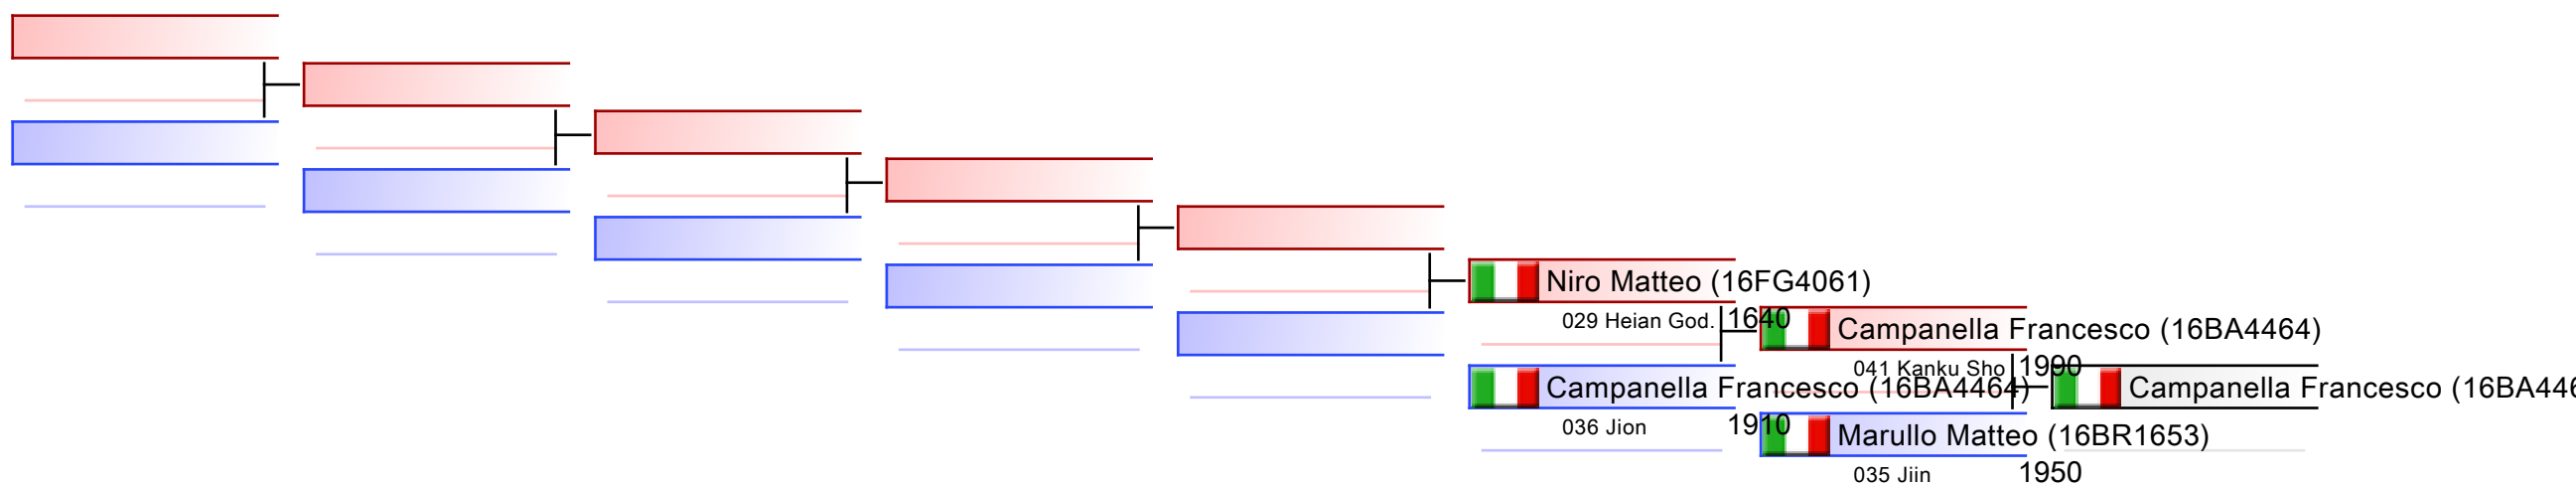 Niro Matteo (16FG4061)
029 Heian God. 1640
Campanella Francesco (16BA4464)
036 Jion 1910
Campanella Francesco (16BA4464)
041 Kanku Sho 1990
Marullo Matteo (16BR1653)
035 Jiin 1950
Campanella Francesco (16BA446